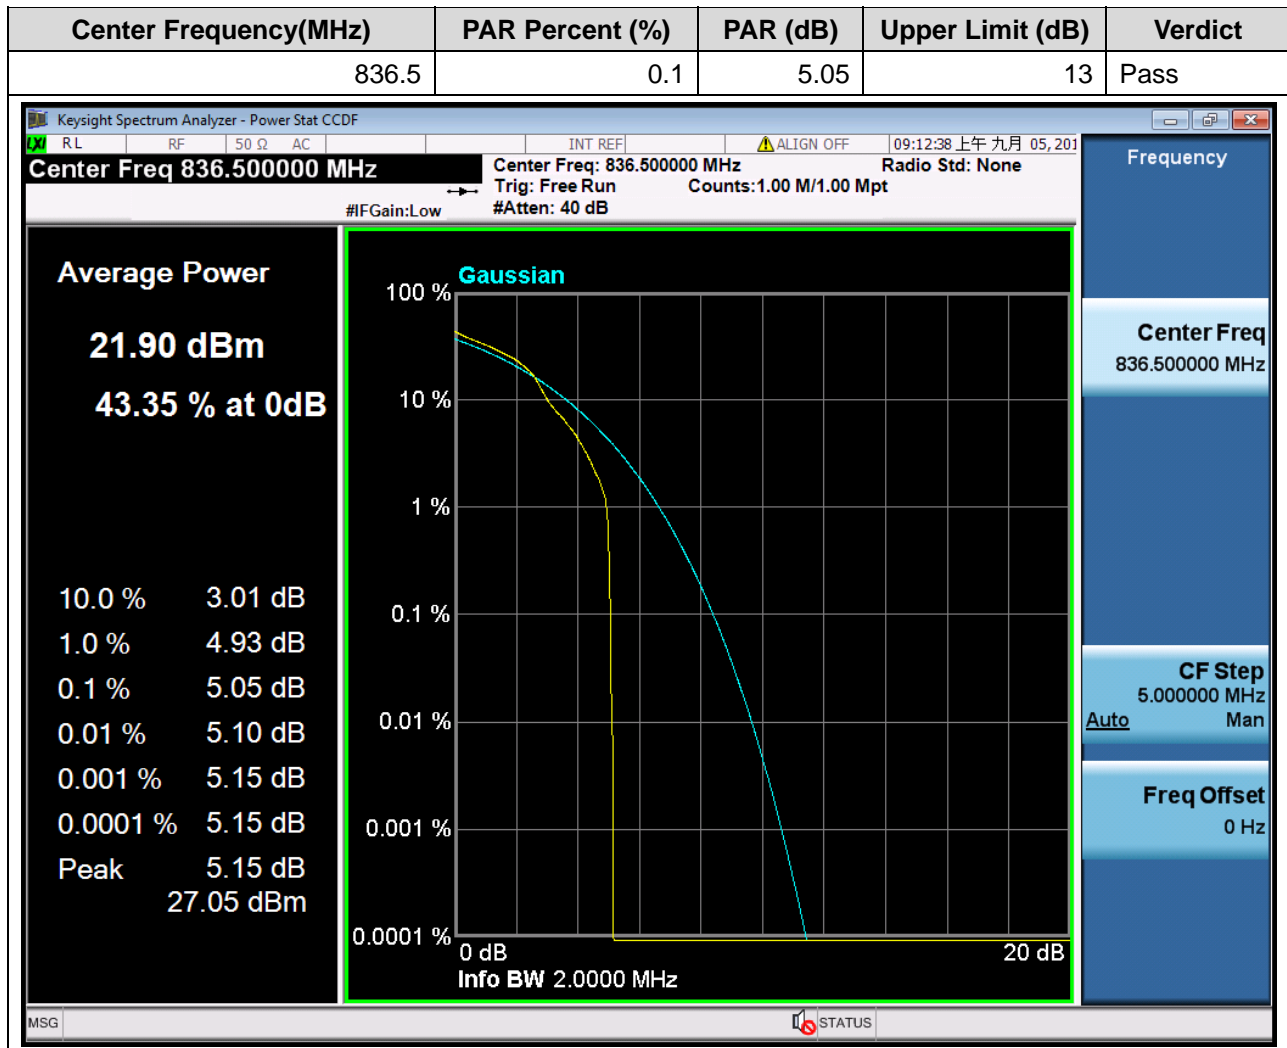 Center Frequency(MHz) PAR Percent (%) PAR (dB) Upper Limit (dB) Verdict
836.5 0.1 5.05 13 Pass
Keysight Spectrum Analyzer - Power Stat CCDF
LXI RL RF 50 Ω AC INT REF ALIGN OFF 09:12:38 上午 九月 05, 201
Center Freq 836.500000 MHz
Center Freq: 836.500000 MHz Radio Std: None
Trig: Free Run Counts:1.00 M/1.00 Mpt
#IFGain:Low #Atten: 40 dB
Average Power
21.90 dBm
43.35 % at 0dB
10.0 % 3.01 dB
1.0 % 4.93 dB
0.1 % 5.05 dB
0.01 % 5.10 dB
0.001 % 5.15 dB
0.0001 % 5.15 dB
Peak 5.15 dB
27.05 dBm
Gaussian
100 %
10 %
1 %
0.1 %
0.01 %
0.001 %
0.0001 %
0 dB 20 dB
Info BW 2.0000 MHz
Frequency
Center Freq
836.500000 MHz
CF Step
5.000000 MHz
Auto Man
Freq Offset
0 Hz
MSG STATUS